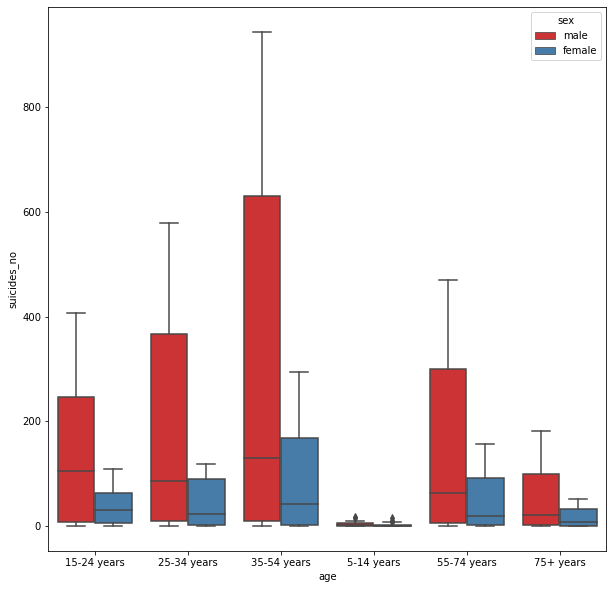 sex
male
female
800
600
400
200
0
suicides_no
15-24 years
25-34 years
35-54 years
5-14 years
55-74 years
75+ years
age